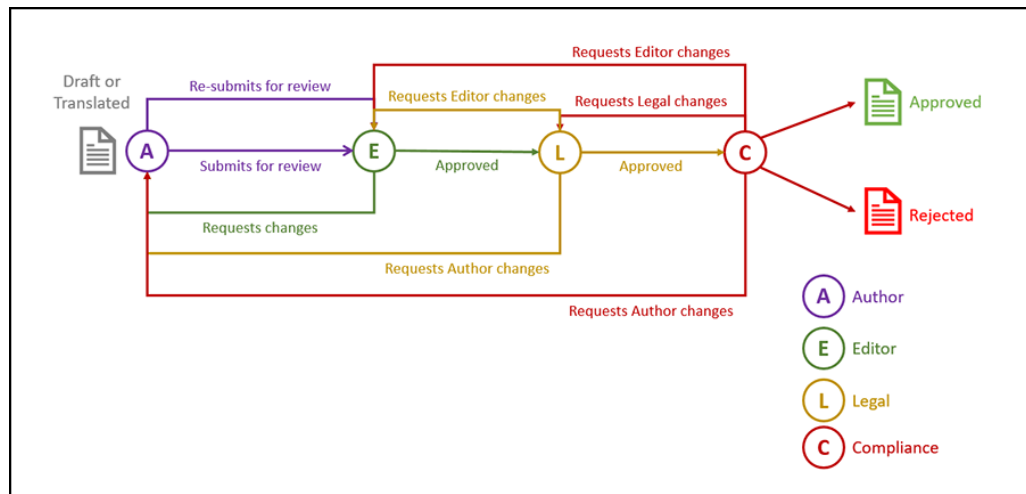 Requests Editor changes
Draft or
Translated
Re-submits for review
Requests Editor changes
Requests Legal changes
Approved
A
E
L
C
Submits for review
Approved
Approved
Rejected
Requests changes
Requests Author changes
Requests Author changes
A Author
E Editor
L Legal
C Compliance